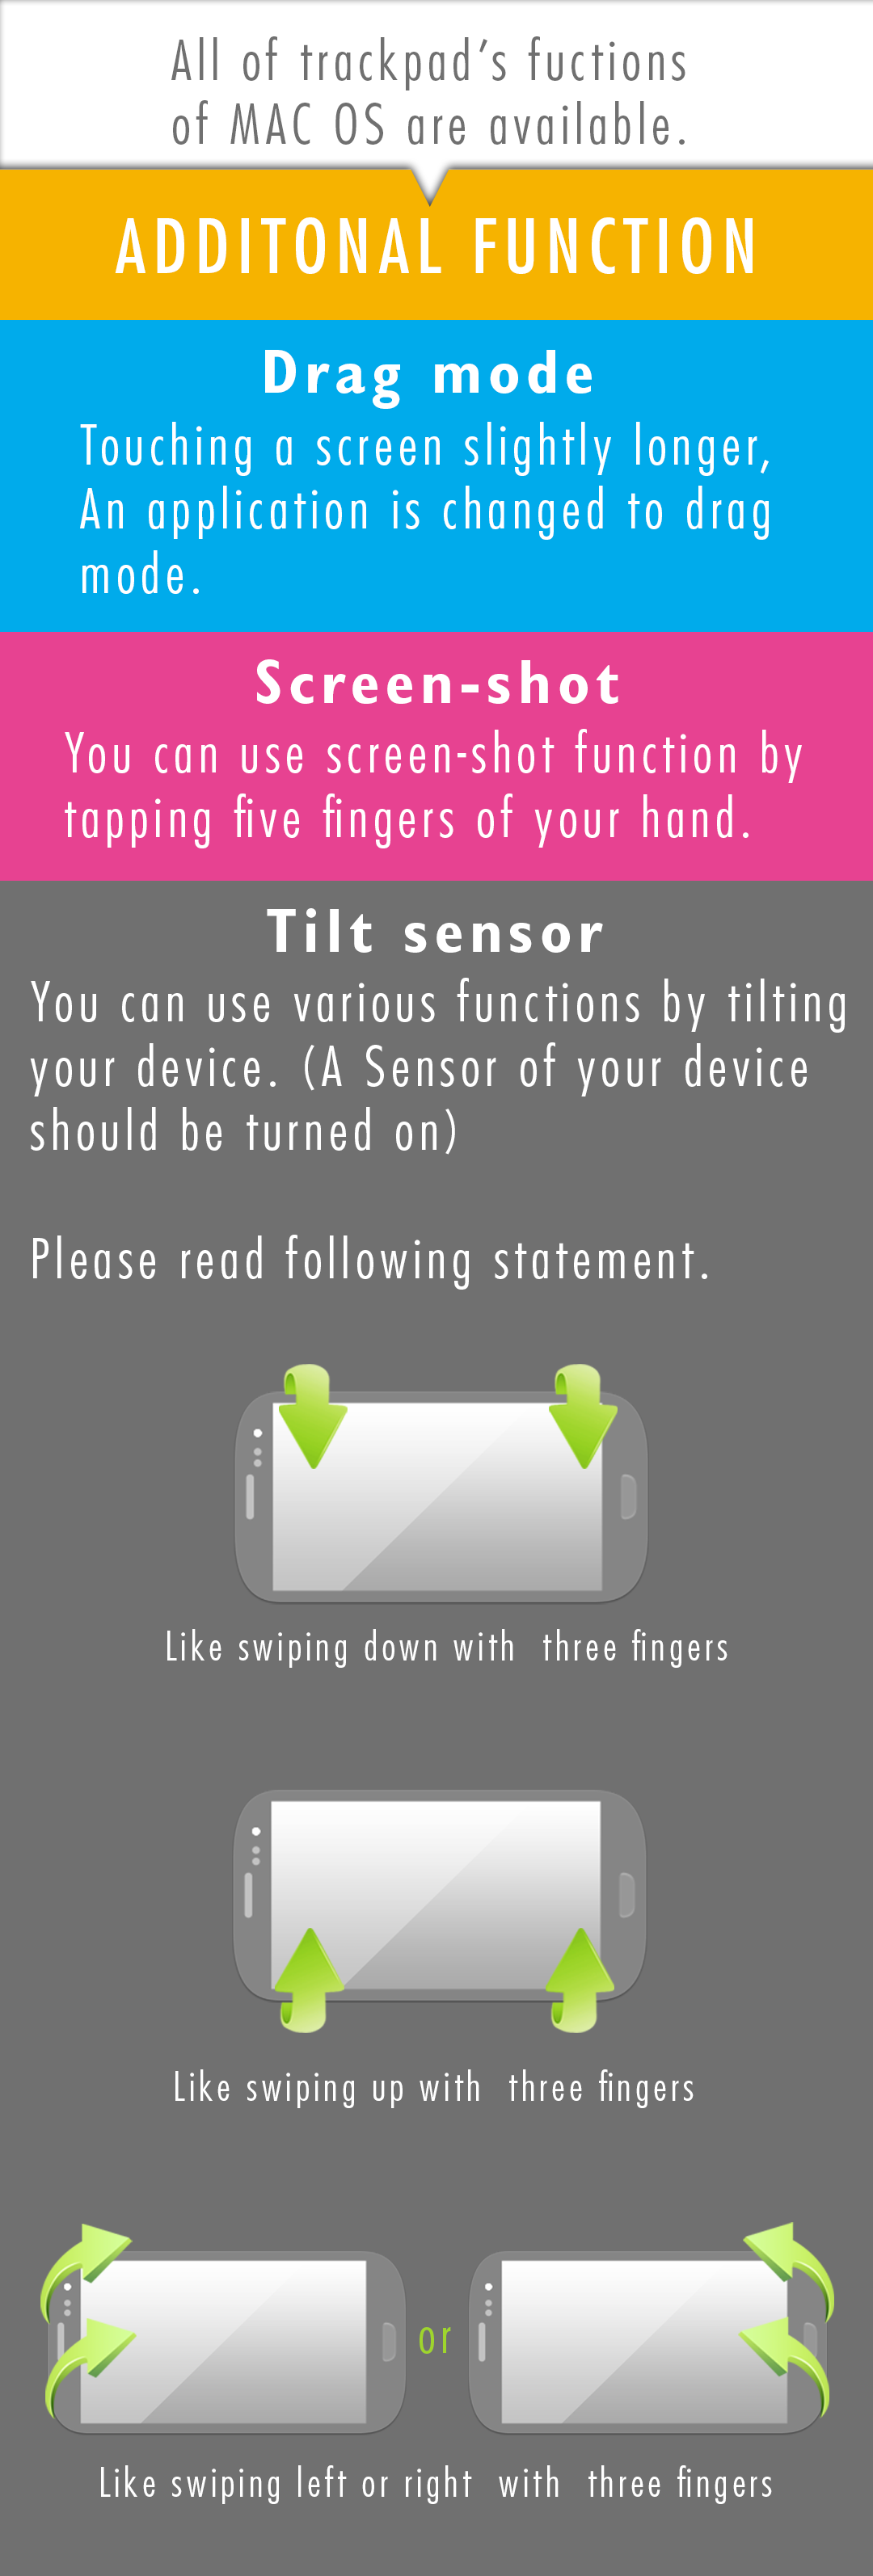 All of trackpad’s fuctions
of MAC OS are available.
ADDITONAL FUNCTION
Drag mode
Touching a screen slightly longer,
An application is changed to drag
mode.
Screen-shot
You can use screen-shot function by
tapping five fingers of your hand.
Tilt sensor
You can use various functions by tilting
your device. (A Sensor of your device
should be turned on)
Please read following statement.
Like swiping down with three fingers
Like swiping up with three fingers
or
Like swiping left or right with three fingers